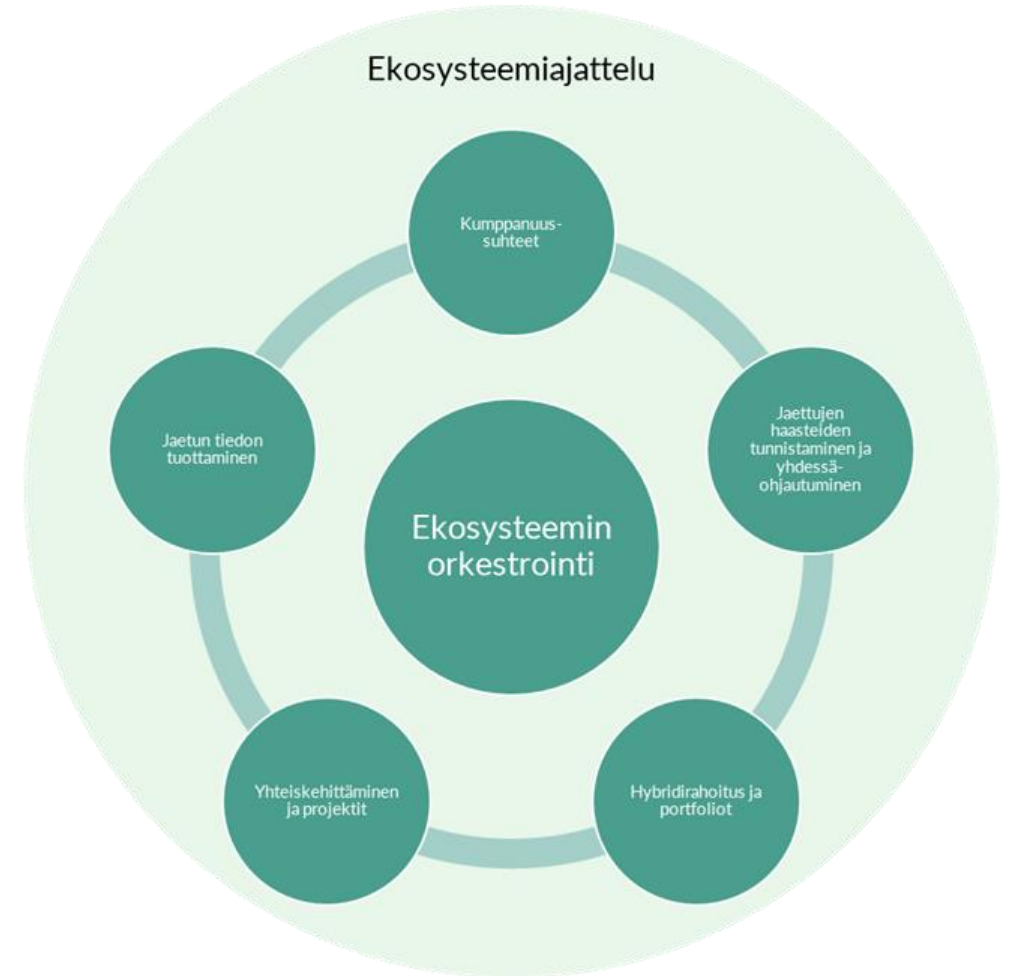 Ekosysteemiajattelu
Kumppanuus-
suhteet
Jaettujen
haasteiden
tunnistaminen ja
yhdessä-
ohjautuminen
Hybridirahoitus ja
portfoliot
Yhteiskehittäminen
ja projektit
Jaetun tiedon
tuottaminen
Ekosysteemin
orkestrointi